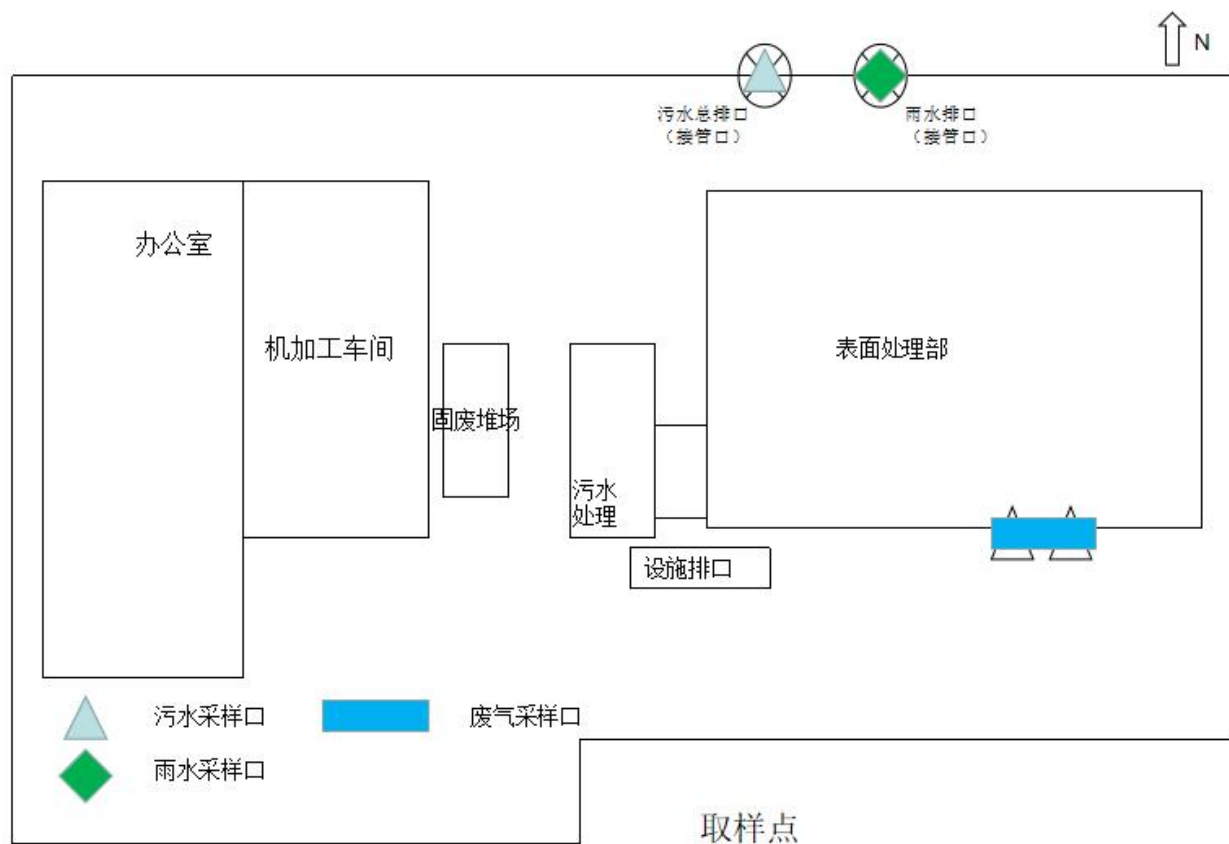 N
污水总排口
（接管口）
雨水排口
（接管口）
办公室
机加工车间
表面处理部
固废堆场
污水
处理
设施排口
污水采样口
废气采样口
雨水采样口
取样点